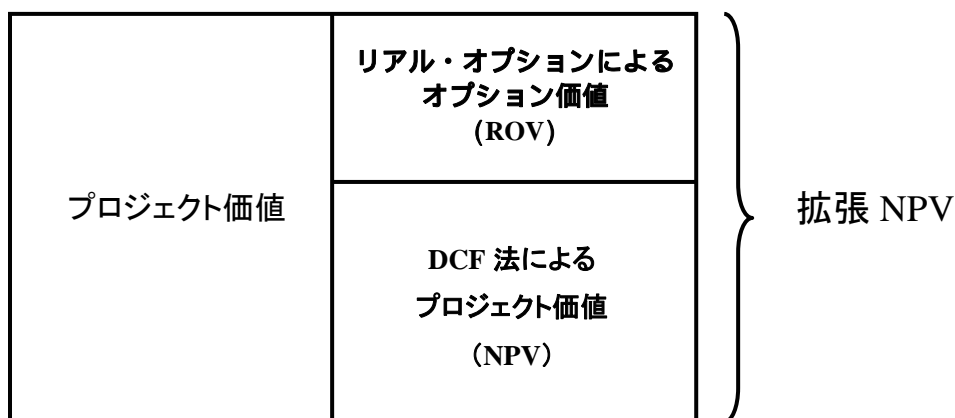 プロジェクト価値
リアル・オプションによる
オプション価値
(ROV)
DCF 法による
プロジェクト価値
（NPV）
拡張 NPV